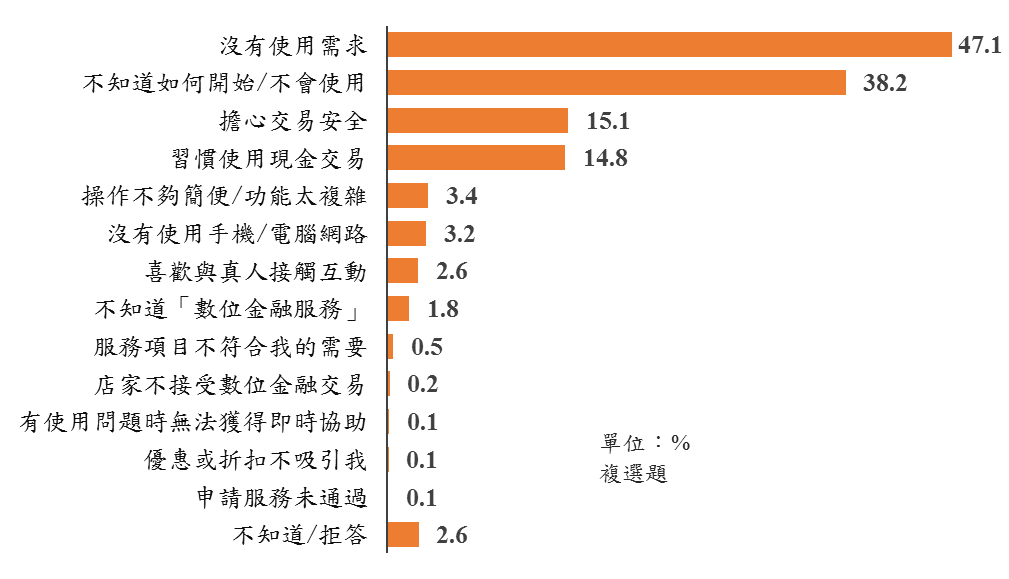 沒有使用需求 47.1
不知道如何開始/不會使用 38.2
擔心交易安全 15.1
習慣使用現金交易 14.8
操作不夠簡便/功能太複雜 3.4
沒有使用手機/電腦網路 3.2
喜歡與真人接觸互動 2.6
不知道「數位金融服務」 1.8
服務項目不符合我的需要 0.5
店家不接受數位金融交易 0.2
有使用問題時無法獲得即時協助 0.1
優惠或折扣不吸引我 0.1
申請服務未通過 0.1
不知道/拒答 2.6
單位：%
複選題